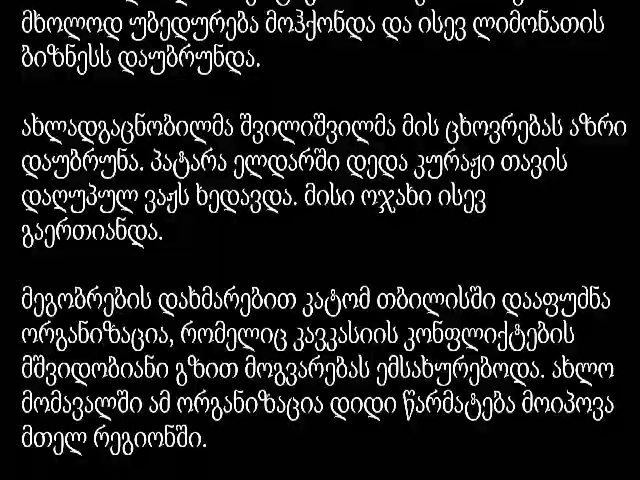 მხოლოდ უბედურება მოჰქონდა და ისევ ლიმონათის
ბიზნესს დაუბრუნდა.
ახლადგაცნობილმა შვილიშვილმა მის ცხოვრებას აზრი
დაუბრუნა. პატარა ელდარში დედა კურაჟი თავის
დაღუპულ ვაჟს ხედავდა. მისი ოჯახი ისევ
გაერთიანდა.
მეგობრების დახმარებით კატომ თბილისში დააფუძნა
ორგანიზაცია, რომელიც კავკასიის კონფლიქტების
მშვიდობიანი გზით მოგვარებას ემსახურებოდა. ახლო
მომავალში ამ ორგანიზაცია დიდი წარმატება მოიპოვა
მთელ რეგიონში.